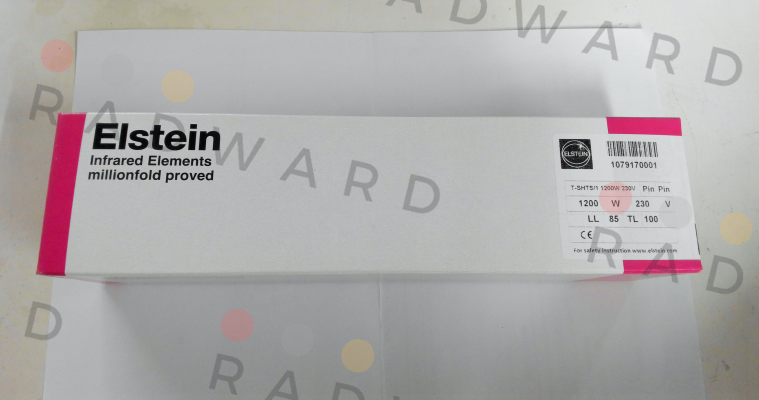 RADWARD
RADWARD
Elstein
Infrared Elements
millionfold proved
ELSTEIN
1079170001
T-SHTS/1 1200W 230V Pin Pin
1200 W 230 V
LL 85 TL 100
CE
For safety instruction www.elstein.com
RAD
D
RADWARD